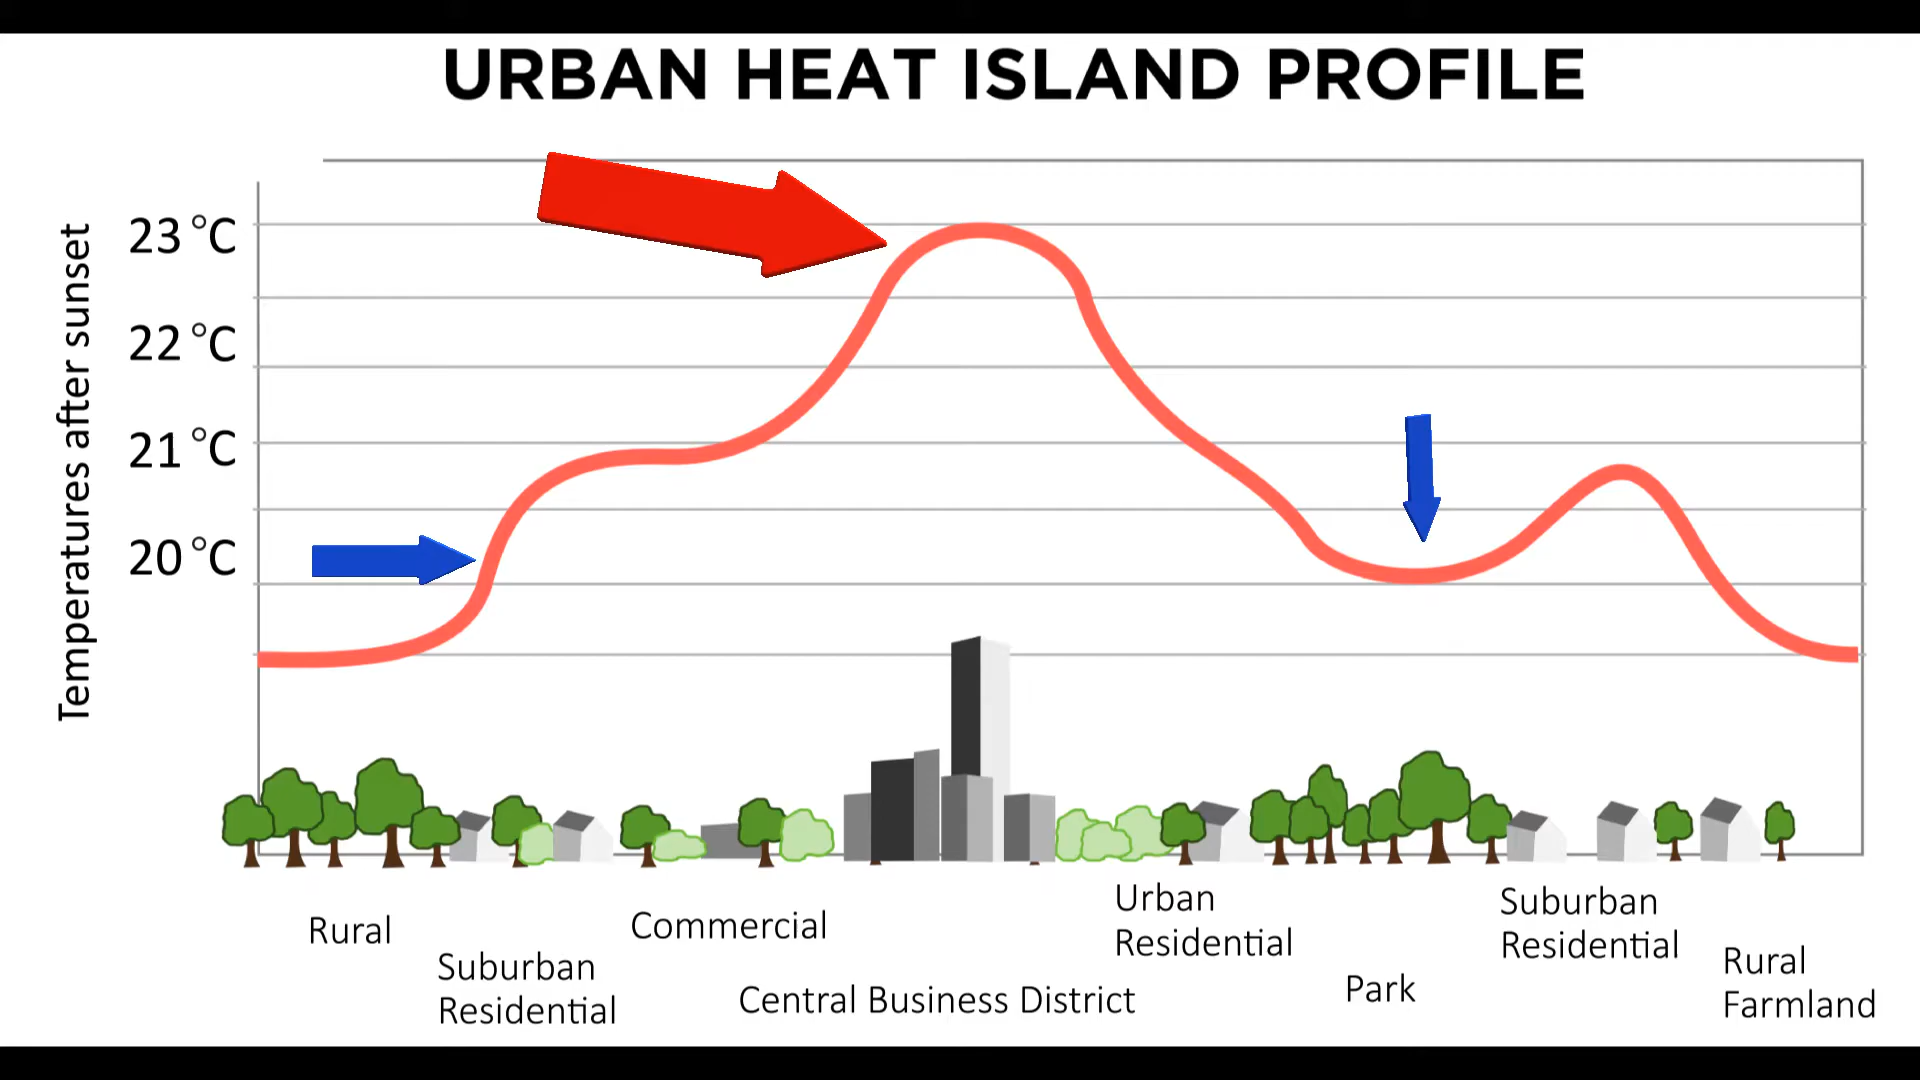 URBAN HEAT ISLAND PROFILE
Temperatures after sunset
23 °C
22 °C
21 °C
20 °C
Rural
Suburban
Residential
Commercial
Central Business District
Urban
Residential
Park
Suburban
Residential
Rural
Farmland